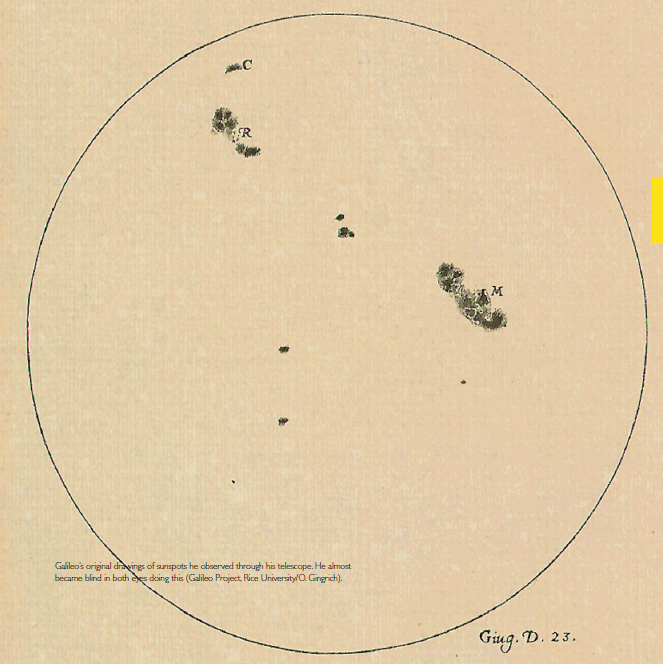 C
R
M
Galileo's original drawings of sunspots he observed through his telescope. He almost
became blind in both eyes doing this (Galileo Project, Rice University/O. Gingrich).
Giug. D. 23.